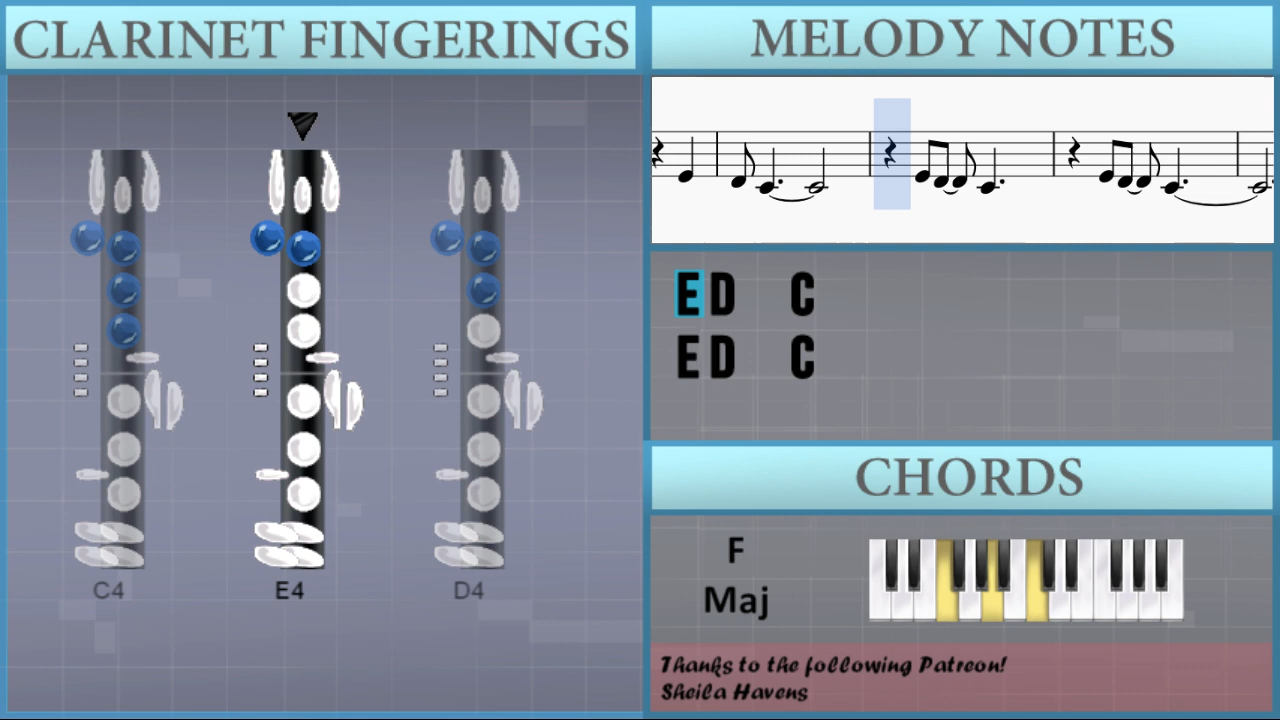 CLARINET FINGERINGS
C4 E4 D4
MELODY NOTES
E D C
E D C
CHORDS
F
Maj
Thanks to the following Patreon!
Sheila Havens